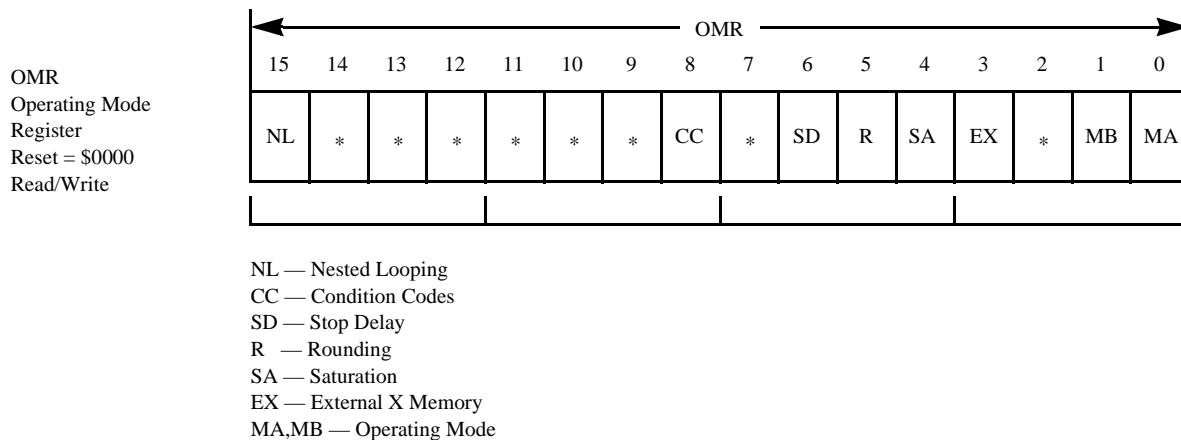 OMR
15 14 13 12 11 10 9 8 7 6 5 4 3 2 1 0
OMR
Operating Mode
Register
Reset = $0000
Read/Write
NL * * * * * * CC * SD R SA EX * MB MA
NL — Nested Looping
CC — Condition Codes
SD — Stop Delay
R — Rounding
SA — Saturation
EX — External X Memory
MA,MB — Operating Mode